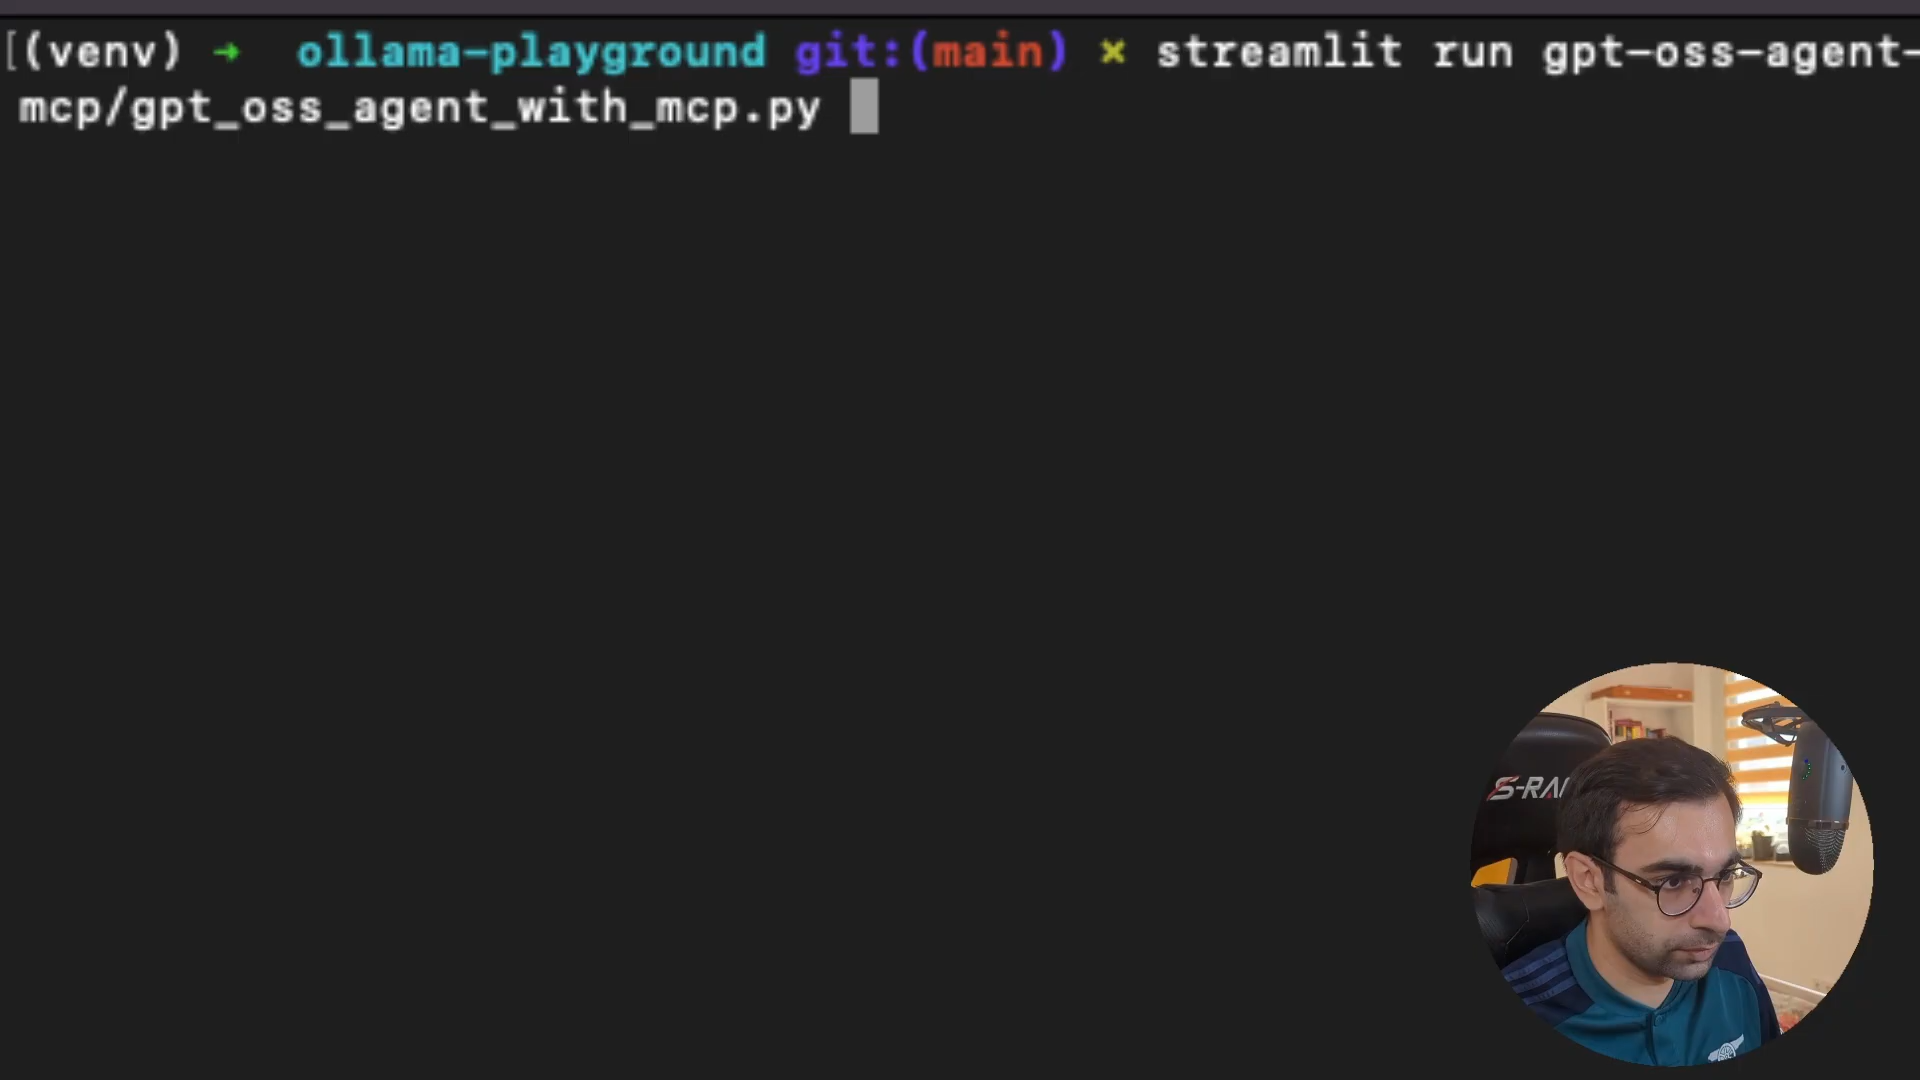 [(venv) ➜ ollama-playground git:(main) ✗ streamlit run gpt-oss-agent-
mcp/gpt_oss_agent_with_mcp.py